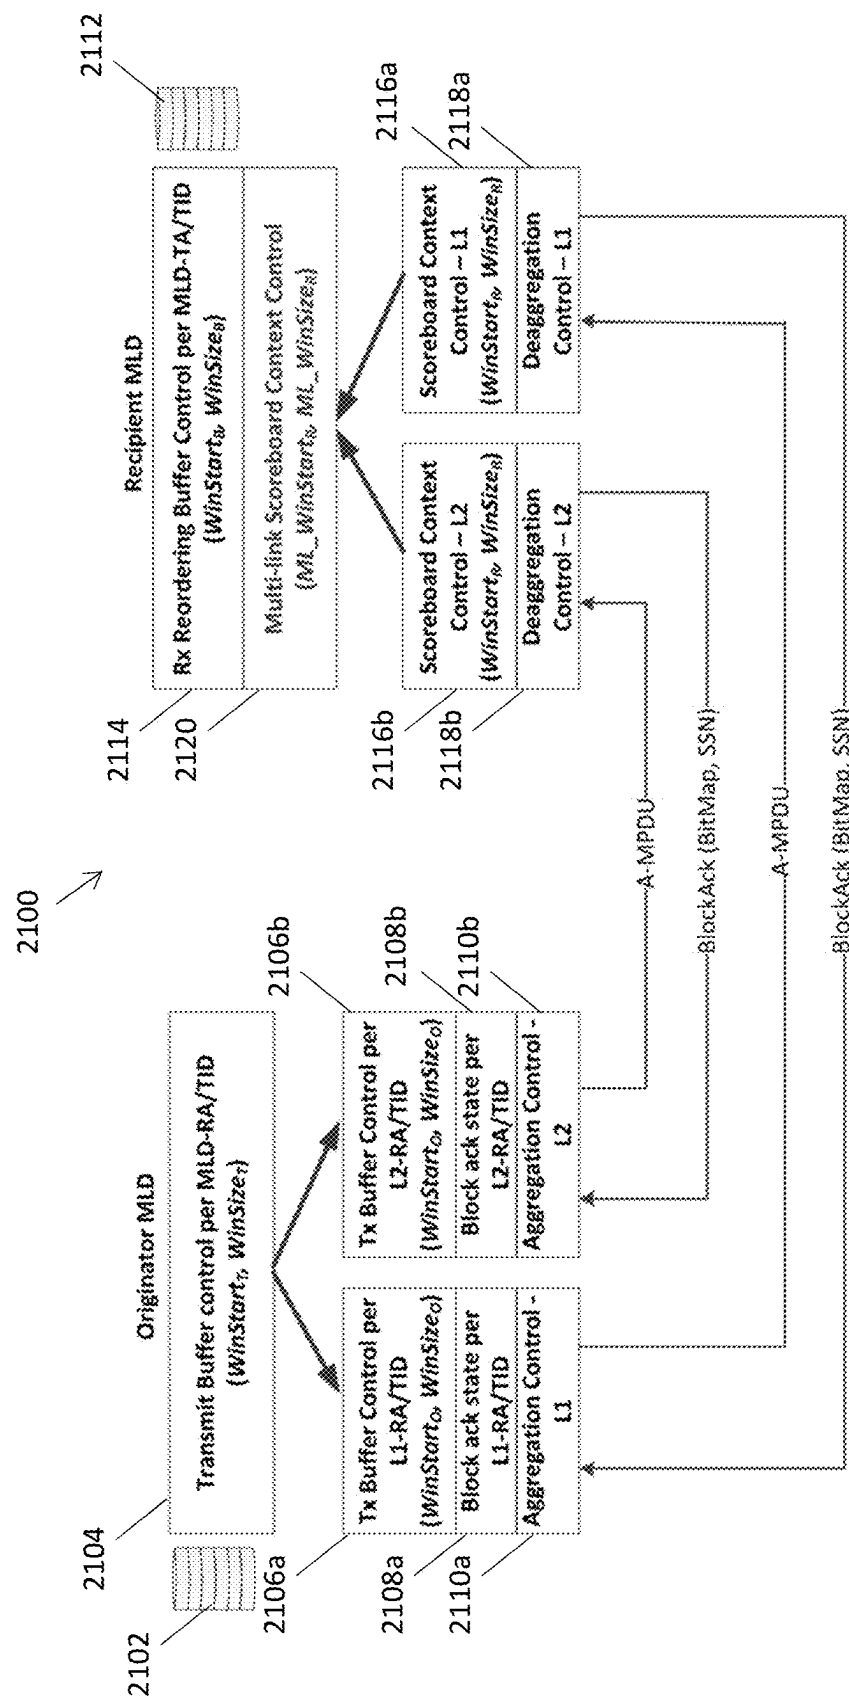 2100
Originator MLD
2102
2104
Transmit Buffer control per MLD-RA/TID
{WinStartT, WinSizeT}
2106a
Tx Buffer Control per
L1-RA/TID
{WinStartO, WinSizeO}
2108a
Block ack state per
L1-RA/TID
2110a
Aggregation Control -
L1
2106b
Tx Buffer Control per
L2-RA/TID
{WinStartO, WinSizeO}
2108b
Block ack state per
L2-RA/TID
2110b
Aggregation Control -
L2
Recipient MLD
2112
2114
Rx Reordering Buffer Control per MLD-TA/TID
{WinStartB, WinSizeB}
2120
Multi-link Scoreboard Context Control
{ML_WinStartR, ML_WinSizeR}
2116b
Scoreboard Context
Control – L2
{WinStartR, WinSizeR}
2118b
Deaggregation
Control – L2
2116a
Scoreboard Context
Control – L1
{WinStartR, WinSizeR}
2118a
Deaggregation
Control – L1
A-MPDU
BlockAck {BitMap, SSN}
A-MPDU
BlockAck {BitMap, SSN}